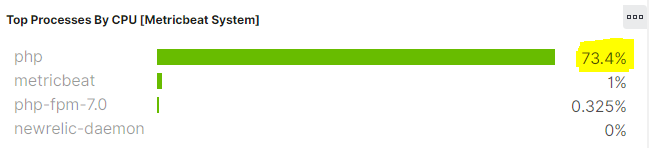 Top Processes By CPU [Metricbeat System]
php 73.4%
metricbeat 1%
php-fpm-7.0 0.325%
newrelic-daemon 0%